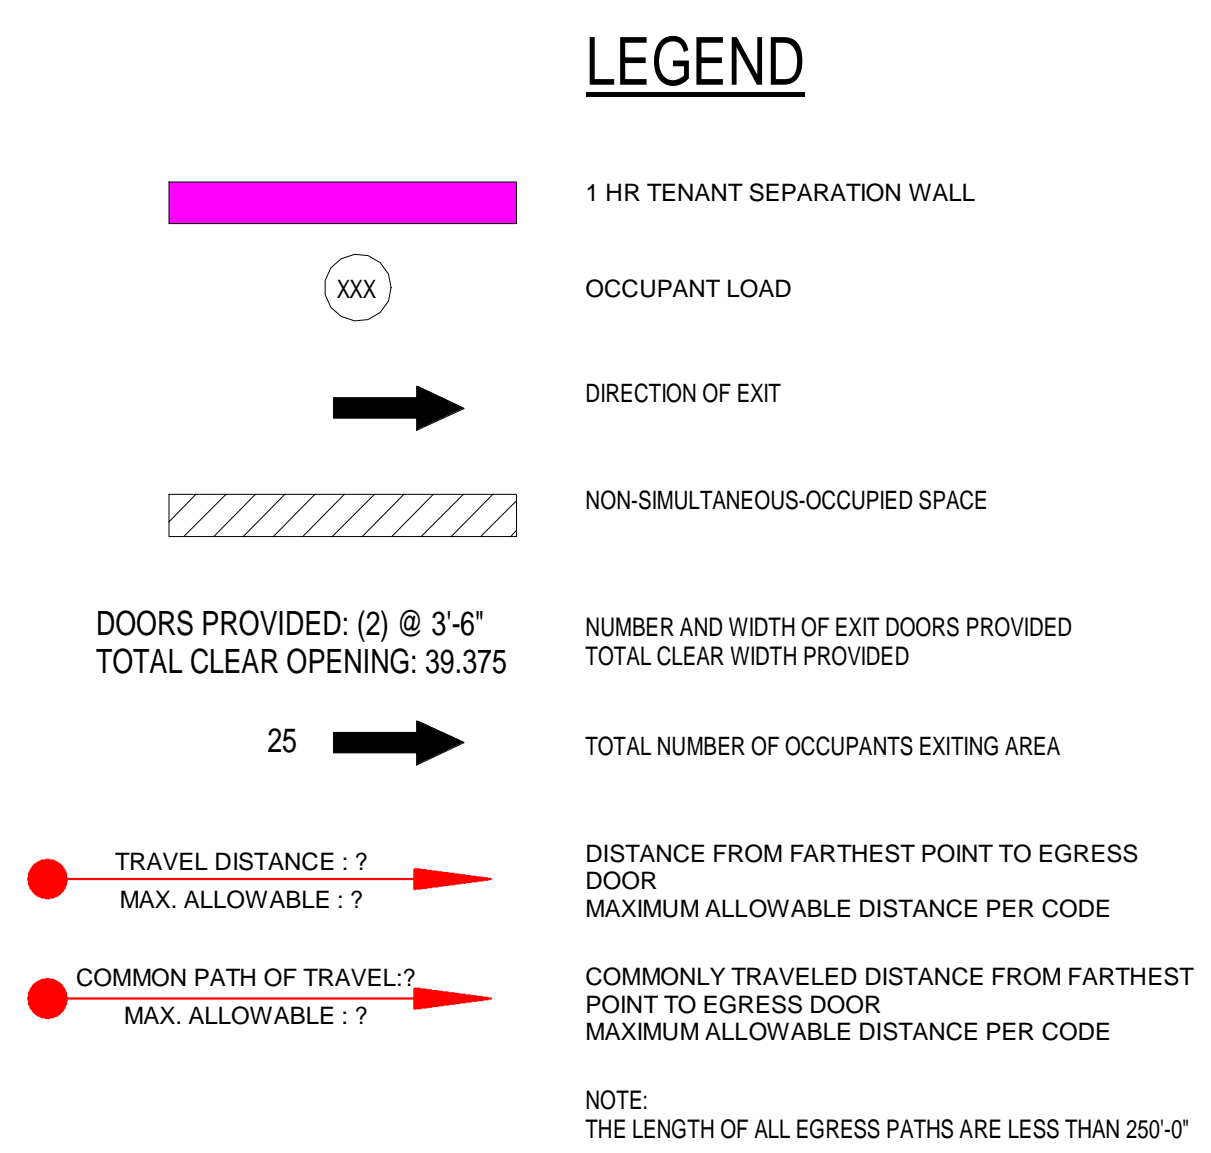 LEGEND
1 HR TENANT SEPARATION WALL
XXX
OCCUPANT LOAD
DIRECTION OF EXIT
NON-SIMULTANEOUS-OCCUPIED SPACE
DOORS PROVIDED: (2) @ 3'-6"
TOTAL CLEAR OPENING: 39.375
NUMBER AND WIDTH OF EXIT DOORS PROVIDED
TOTAL CLEAR WIDTH PROVIDED
25
TOTAL NUMBER OF OCCUPANTS EXITING AREA
TRAVEL DISTANCE : ?
MAX. ALLOWABLE : ?
DISTANCE FROM FARTHEST POINT TO EGRESS
DOOR
MAXIMUM ALLOWABLE DISTANCE PER CODE
COMMON PATH OF TRAVEL:?
MAX. ALLOWABLE : ?
COMMONLY TRAVELED DISTANCE FROM FARTHEST
POINT TO EGRESS DOOR
MAXIMUM ALLOWABLE DISTANCE PER CODE
NOTE:
THE LENGTH OF ALL EGRESS PATHS ARE LESS THAN 250'-0"